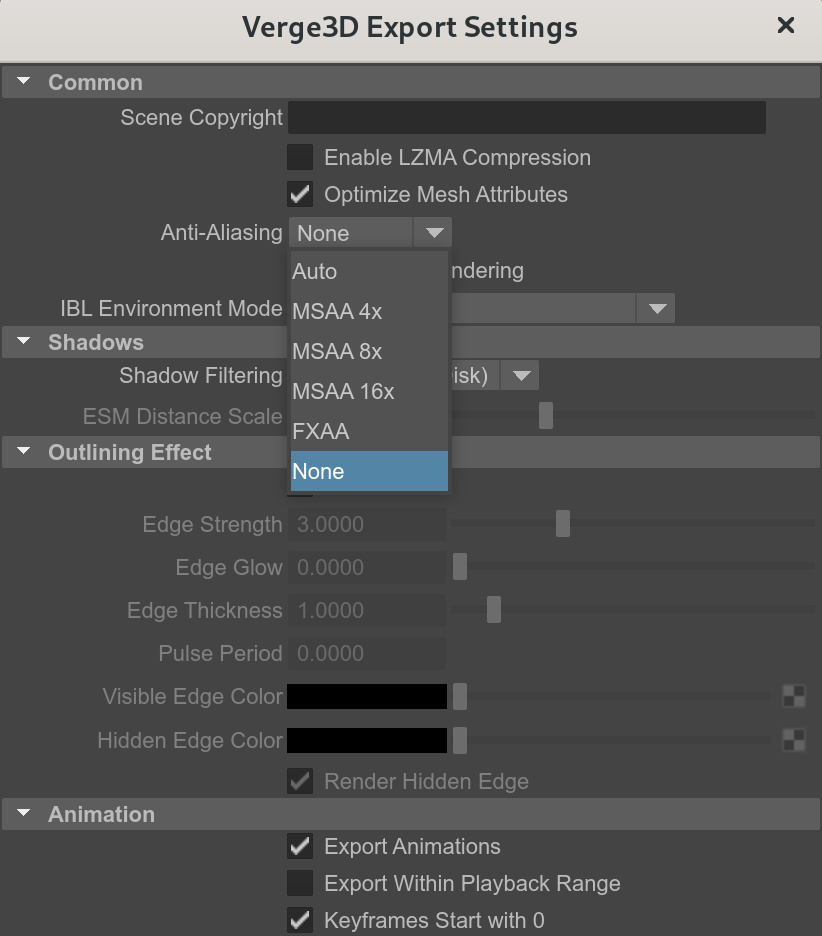 Verge3D Export Settings
Common
Scene Copyright
Enable LZMA Compression
Optimize Mesh Attributes
Anti-Aliasing None
Auto
IBL Environment Mode
MSAA 4x
Shadows
MSAA 8x
Shadow Filtering
MSAA 16x
ESM Distance Scale
FXAA
Outlining Effect
None
Edge Strength 3.0000
Edge Glow 0.0000
Edge Thickness 1.0000
Pulse Period 0.0000
Visible Edge Color
Hidden Edge Color
Render Hidden Edge
Animation
Export Animations
Export Within Playback Range
Keyframes Start with 0